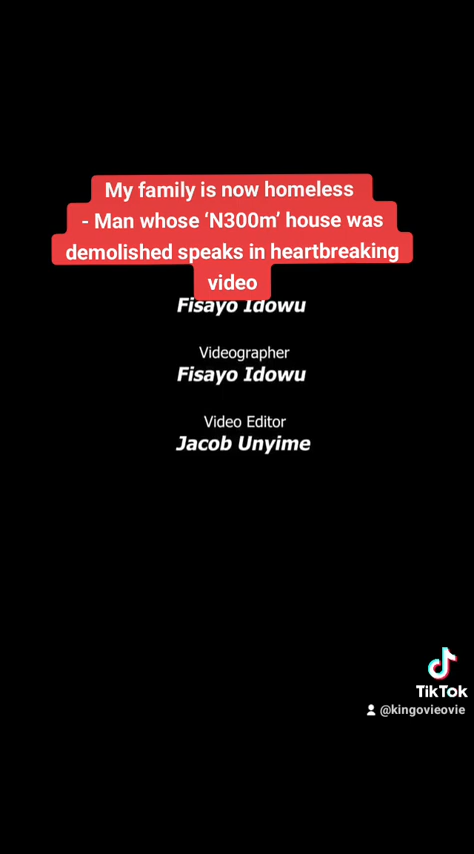 My family is now homeless
- Man whose ‘N300m’ house was
demolished speaks in heartbreaking
video
Fisayo Idowu
Videographer
Fisayo Idowu
Video Editor
Jacob Unyime
TikTok
@kingovieovie